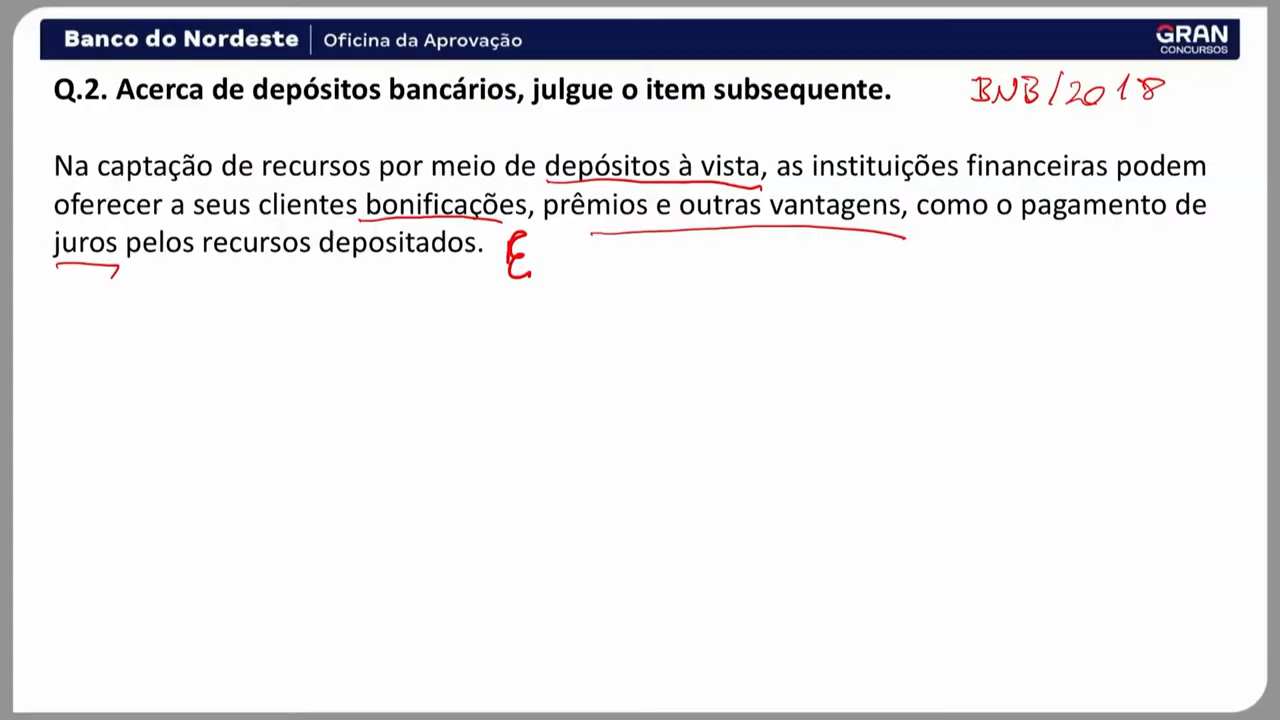 Banco do Nordeste | Oficina da Aprovação
GRAN
CONCURSOS
Q.2. Acerca de depósitos bancários, julgue o item subsequente.
BNB/2018
Na captação de recursos por meio de depósitos à vista, as instituições financeiras podem
oferecer a seus clientes bonificações, prêmios e outras vantagens, como o pagamento de
juros pelos recursos depositados.
E